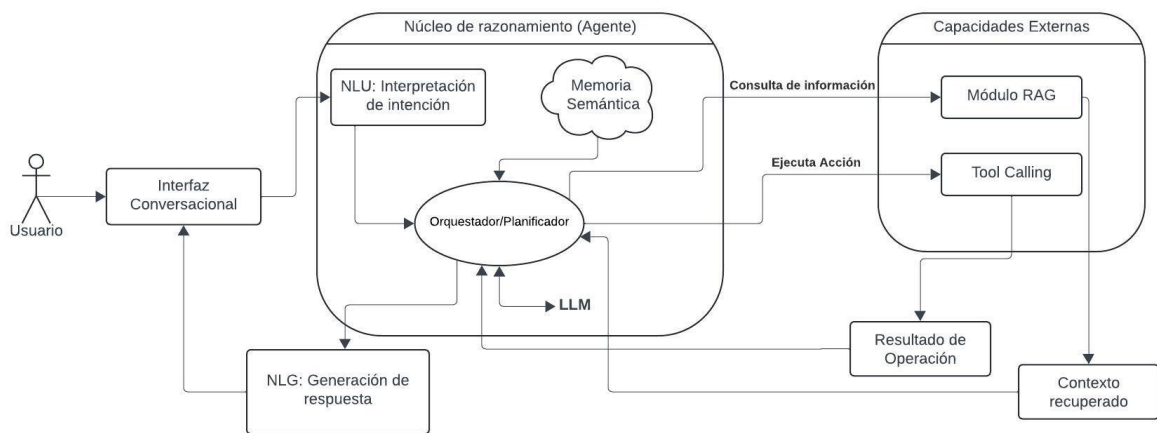 Núcleo de razonamiento (Agente)
Capacidades Externas
NLU: Interpretación
de intención
Memoria
Semántica
Consulta de información
Módulo RAG
Ejecuta Acción
Tool Calling
Interfaz
Conversacional
Usuario
Orquestador/Planificador
LLM
Resultado de
Operación
NLG: Generación de
respuesta
Contexto
recuperado